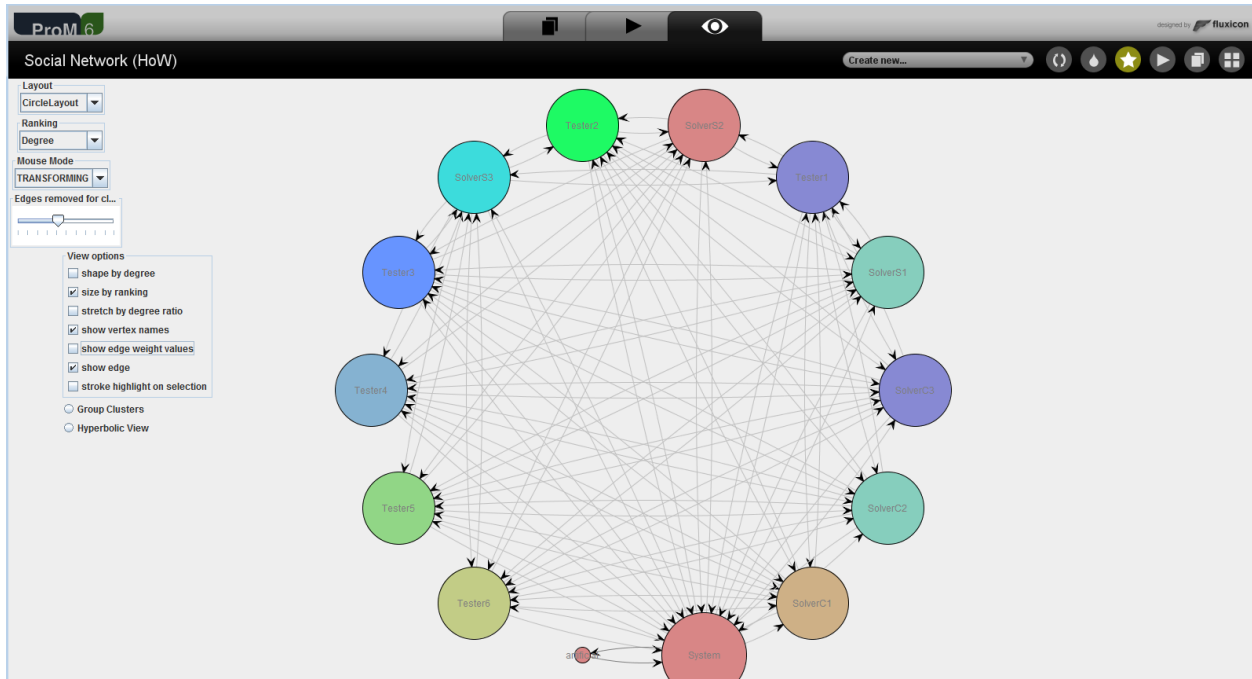 ProM 6
designed by fluxicon
Social Network (HoW)
Create new...
Layout
CircleLayout
Ranking
Degree
Mouse Mode
TRANSFORMING
Edges removed for cl...
View options
shape by degree
size by ranking
stretch by degree ratio
show vertex names
show edge weight values
show edge
stroke highlight on selection
Group Clusters
Hyperbolic View
Tester2
SolverS2
SolverS3
Tester1
Tester3
SolverS1
Tester4
SolverC3
Tester5
SolverC2
Tester6
SolverC1
System